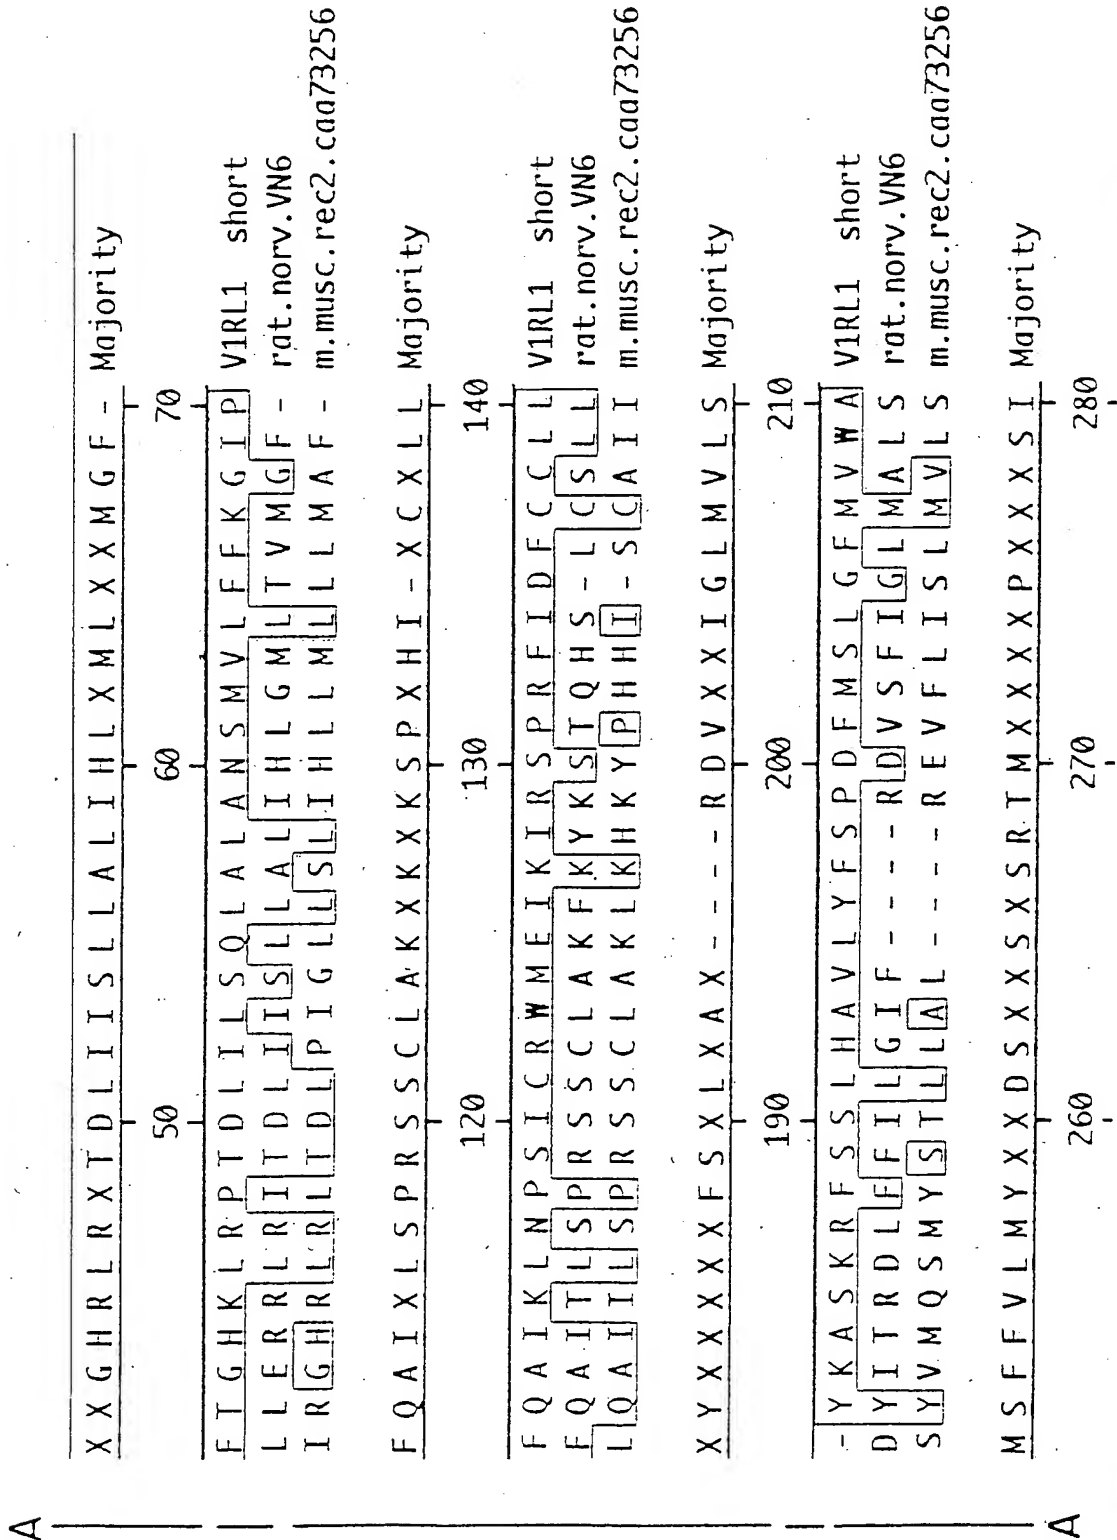 A
X X G H R L R X T D L I I S L L A L I H L X M L X X M G F - Majority
50 60 70
F T G H K L R P T D L I L S Q L A L A N S M V L F F K G I P V1RL1 short
L L E R R L R I T D L I I S L L A L I H L G M L T V M G F - rat.norv.VN6
I R G H R L R L T D L P I G L L S L I H L L M L L L M A F - m.musc.rec2.caa73256
F Q A I X L S P R S S C L A K X K X K S P X H I - X C X L L Majority
120 130 140
F Q A I K L N P S I C R W M E I K I R S P R F I D F C C L L V1RL1 short
F Q A I T L S P R S S C L A K F K Y K S T Q H S - L C S L L rat.norv.VN6
L Q A I I L S P R S S C L A K L K H K Y P H H I - S C A I I m.musc.rec2.caa73256
X Y X X X X X F S X L X A X - - - - R D V X X I G L M V L S Majority
190 200 210
- Y K A S K R F S S L H A V L Y F S P D F M S L G F M V W A V1RL1 short
D Y I T R D L F F I L G I F - - - - R D V S F I G L M A L S rat.norv.VN6
S Y V M Q S M Y S T L L A L - - - - R E V F L I S L M V L S m.musc.rec2.caa73256
M S F F V L M Y X X D S X X S X S R T M X X X X P X X X S I Majority
260 270 280
A